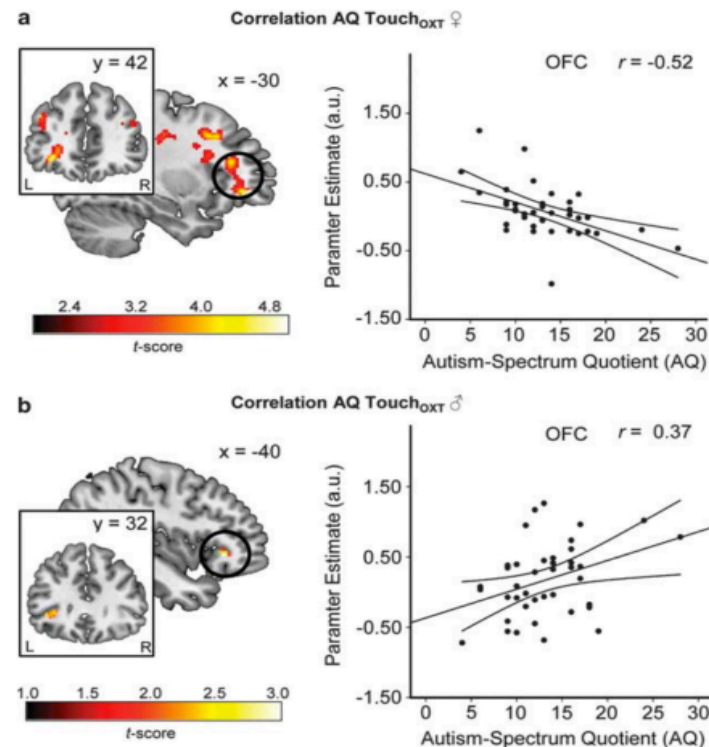 a Correlation AQ Touch OXT ♀
y = 42
x = -30
L R
2.4 3.2 4.0 4.8
t-score
OFC r = -0.52
Paramter Estimate (a.u.)
1.50
0.50
-0.50
-1.50
0 5 10 15 20 25 30
Autism-Spectrum Quotient (AQ)
b Correlation AQ Touch OXT ♂
x = -40
y = 32
L R
1.0 1.5 2.0 2.5 3.0
t-score
OFC r = 0.37
Paramter Estimate (a.u.)
1.50
0.50
-0.50
-1.50
0 5 10 15 20 25 30
Autism-Spectrum Quotient (AQ)